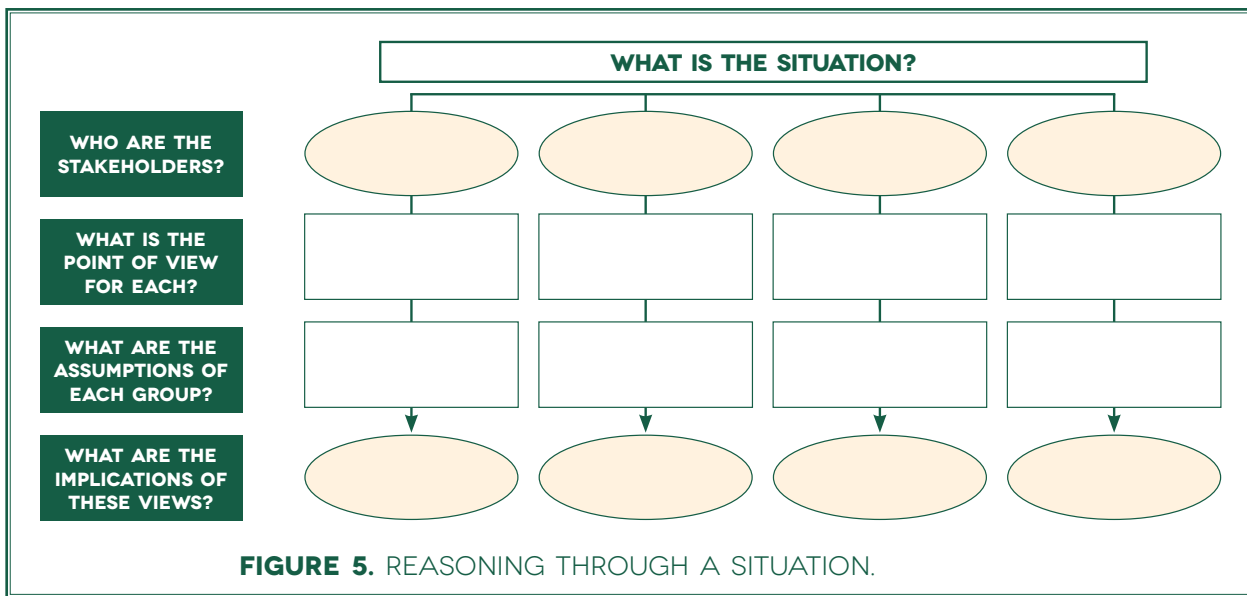 WHAT IS THE SITUATION?
WHO ARE THE
STAKEHOLDERS?
WHAT IS THE
POINT OF VIEW
FOR EACH?
WHAT ARE THE
ASSUMPTIONS OF
EACH GROUP?
WHAT ARE THE
IMPLICATIONS OF
THESE VIEWS?
FIGURE 5. REASONING THROUGH A SITUATION.